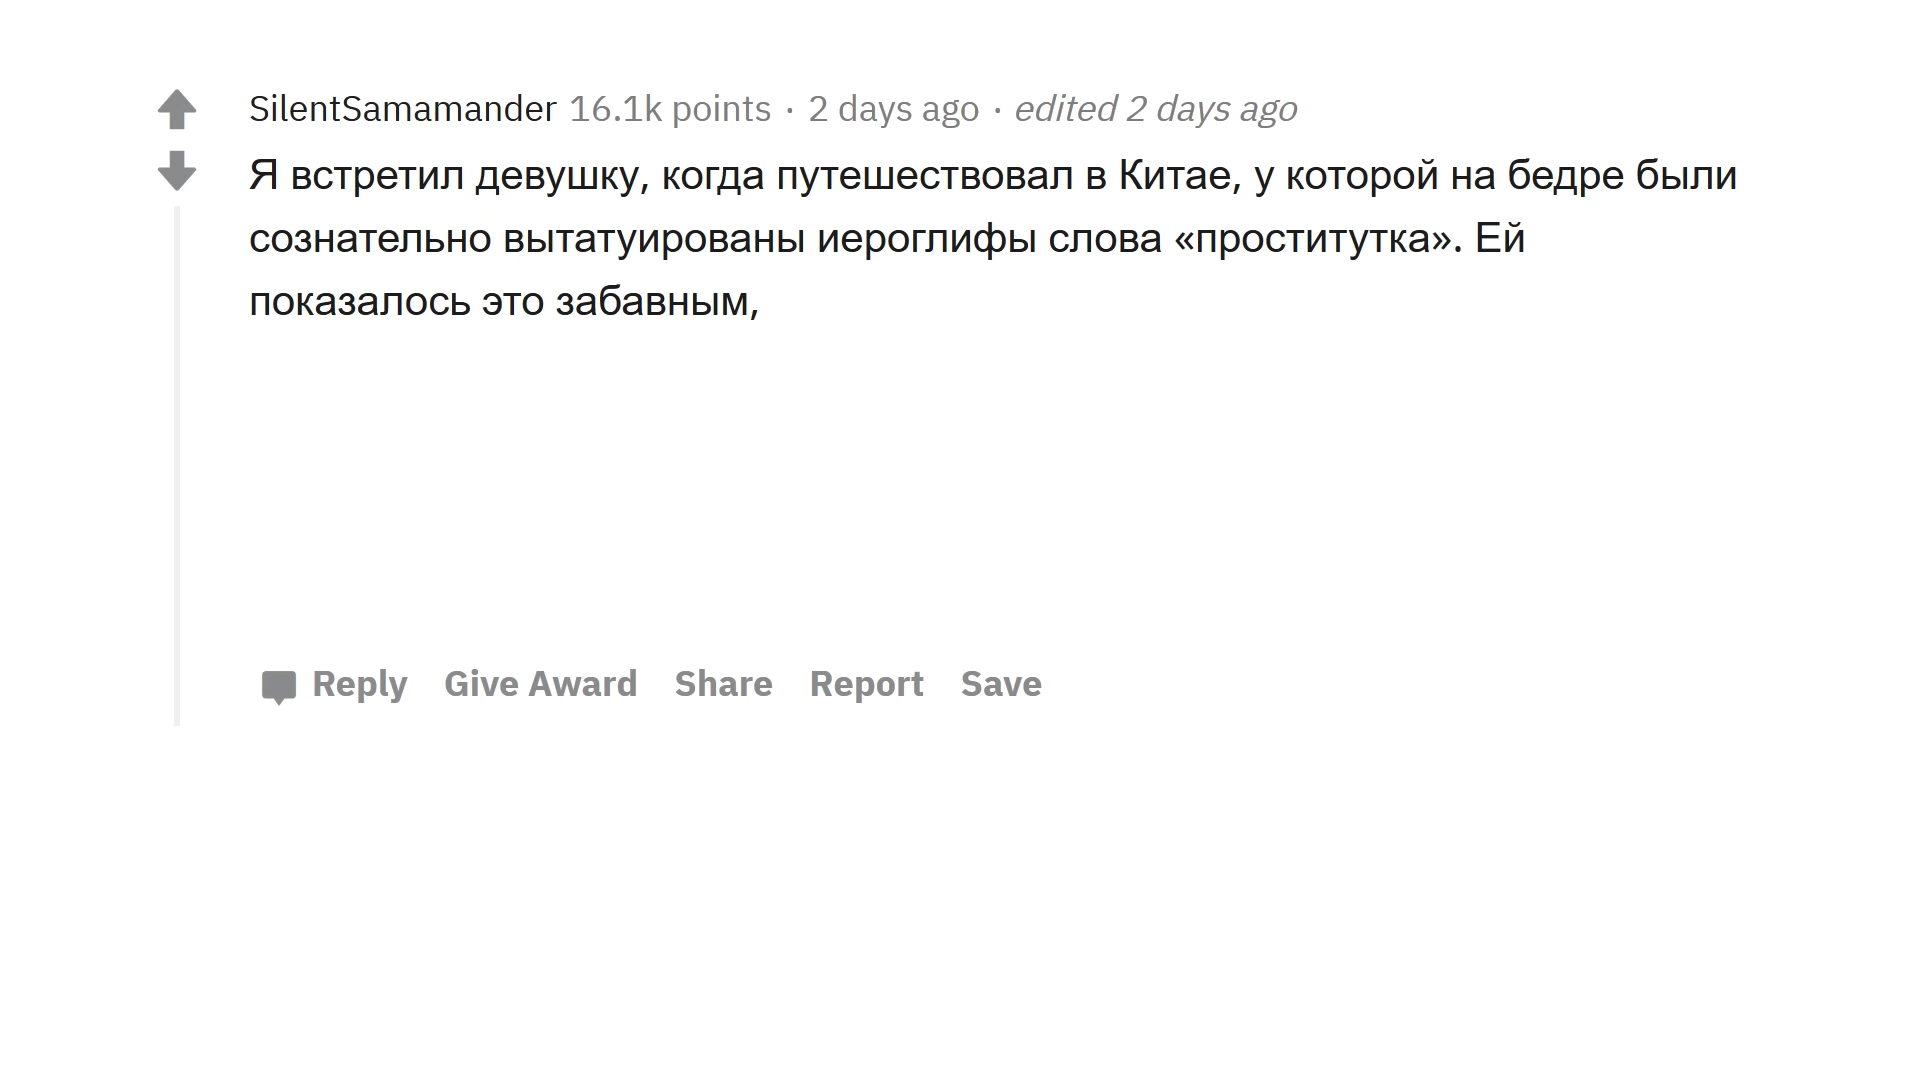 SilentSamamander 16.1k points · 2 days ago · edited 2 days ago
Я встретил девушку, когда путешествовал в Китае, у которой на бедре были
сознательно вытатуированы иероглифы слова «проститутка». Ей
показалось это забавным,
Reply Give Award Share Report Save